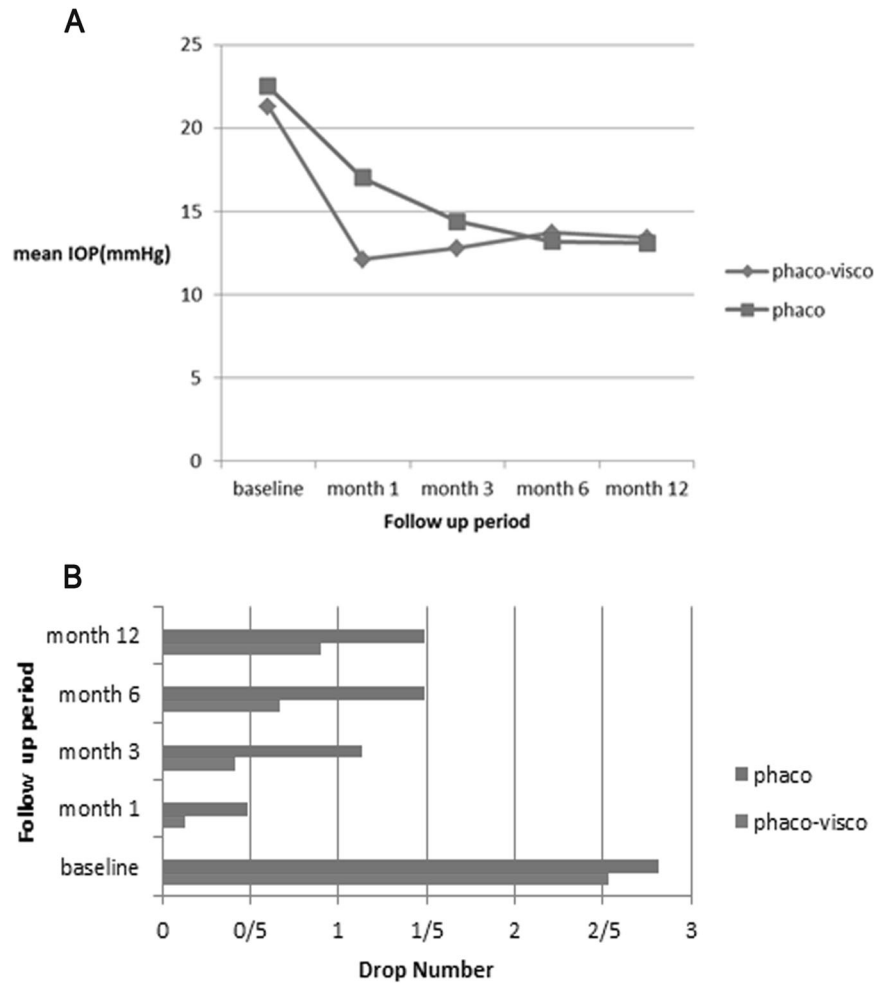 A
25
20
15
mean IOP(mmHg)
10
5
0
baseline month 1 month 3 month 6 month 12
Follow up period
phaco-visco
phaco
B
month 12
month 6
month 3
month 1
baseline
Follow up period
0 0/5 1 1/5 2 2/5 3
Drop Number
phaco
phaco-visco